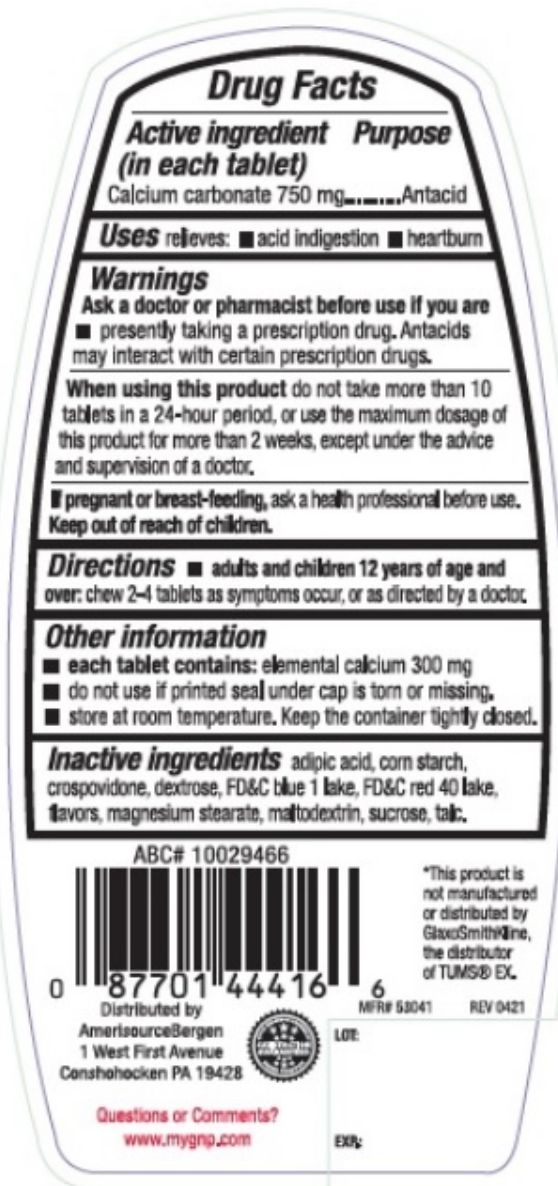 Drug Facts
Active ingredient Purpose
(in each tablet)
Calcium carbonate 750 mg........Antacid
Uses relieves: ■ acid indigestion ■ heartburn
Warnings
Ask a doctor or pharmacist before use if you are
■ presently taking a prescription drug. Antacids
may interact with certain prescription drugs.
When using this product do not take more than 10
tablets in a 24-hour period, or use the maximum dosage of
this product for more than 2 weeks, except under the advice
and supervision of a doctor.
If pregnant or breast-feeding, ask a health professional before use.
Keep out of reach of children.
Directions ■ adults and children 12 years of age and
over: chew 2–4 tablets as symptoms occur, or as directed by a doctor.
Other information
■ each tablet contains: elemental calcium 300 mg
■ do not use if printed seal under cap is torn or missing.
■ store at room temperature. Keep the container tightly closed.
Inactive ingredients adipic acid, corn starch,
crospovidone, dextrose, FD&C blue 1 lake, FD&C red 40 lake,
flavors, magnesium stearate, maltodextrin, sucrose, talc.
ABC# 10029466
0 87701 44416 6
*This product is
not manufactured
or distributed by
GlaxoSmithKline,
the distributor
of TUMS® EX.
MFR# 53041 REV 0421
Distributed by
AmerisourceBergen
1 West First Avenue
Conshohocken PA 19428
LOT:
Questions or Comments?
www.mygnp.com
EXP.: